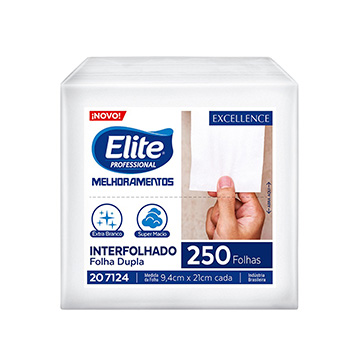 ¡NOVO!
EXCELLENCE
Elite
PROFESSIONAL
MELHORAMENTOS
Extra Branco
Super Macio
INTERFOLHADO
Folha Dupla
250 Folhas
207124
Medida da Folha 9,4cm x 21cm cada
Indústria Brasileira